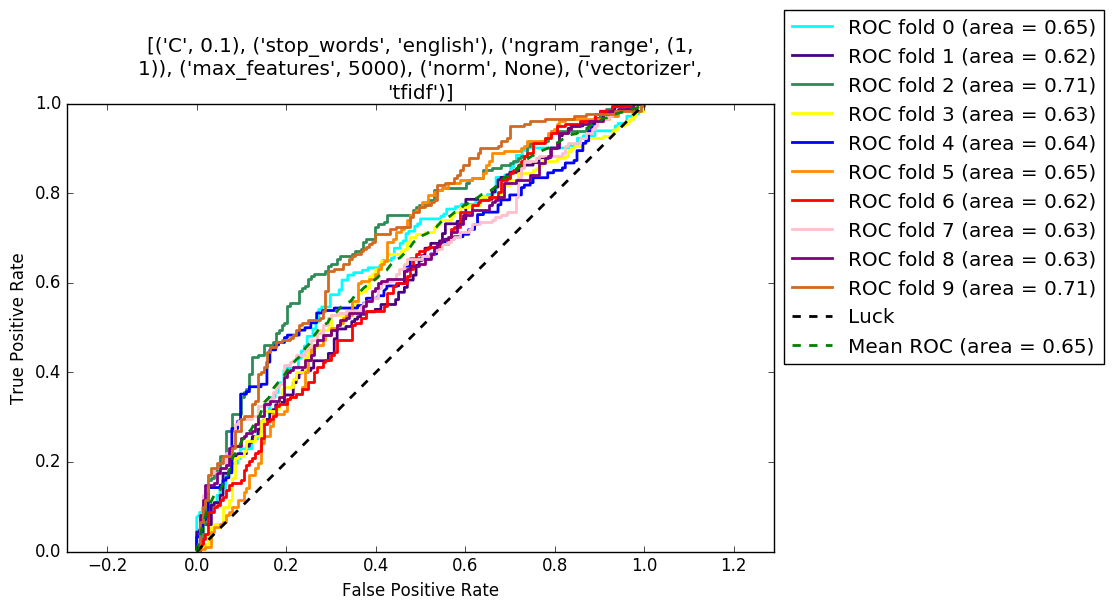 [('C', 0.1), ('stop_words', 'english'), ('ngram_range', (1,
1)), ('max_features', 5000), ('norm', None), ('vectorizer',
'tfidf')]
1.0
0.8
0.6
0.4
0.2
0.0
True Positive Rate
−0.2 0.0 0.2 0.4 0.6 0.8 1.0 1.2
False Positive Rate
ROC fold 0 (area = 0.65)
ROC fold 1 (area = 0.62)
ROC fold 2 (area = 0.71)
ROC fold 3 (area = 0.63)
ROC fold 4 (area = 0.64)
ROC fold 5 (area = 0.65)
ROC fold 6 (area = 0.62)
ROC fold 7 (area = 0.63)
ROC fold 8 (area = 0.63)
ROC fold 9 (area = 0.71)
Luck
Mean ROC (area = 0.65)